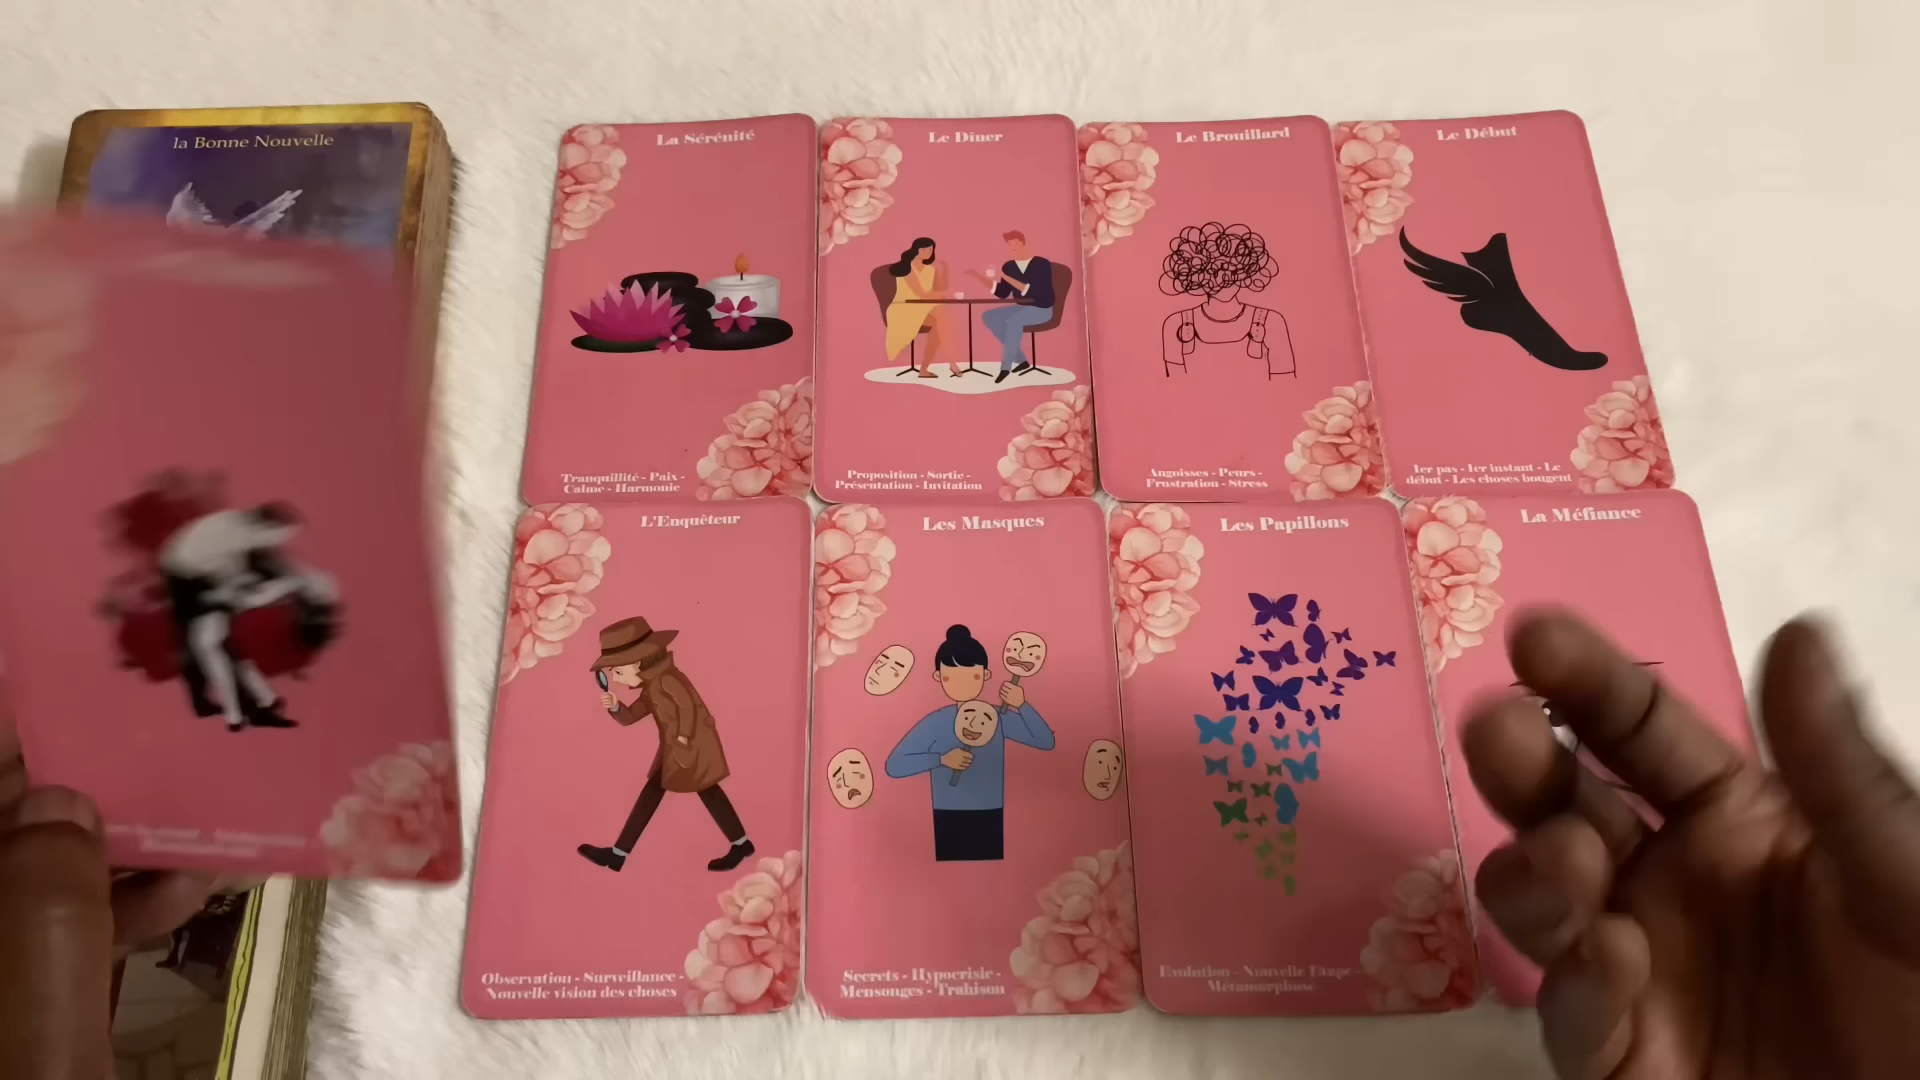 la Bonne Nouvelle
La Sérénité
Tranquillité - Paix -
Calme - Harmonie
Le Dîner
Proposition - Sortie -
Présentation - Invitation
Le Brouillard
Angoisses - Peurs -
Frustration - Stress
Le Début
1er pas - 1er instant - Le
début - Les choses bougent
L'Enquêteur
Observation - Surveillance -
Nouvelle vision des choses
Les Masques
Secrets - Hypocrisie -
Mensonges - Trahison
Les Papillons
Evolution - Nouvelle Etape -
Métamorphose
La Méfiance